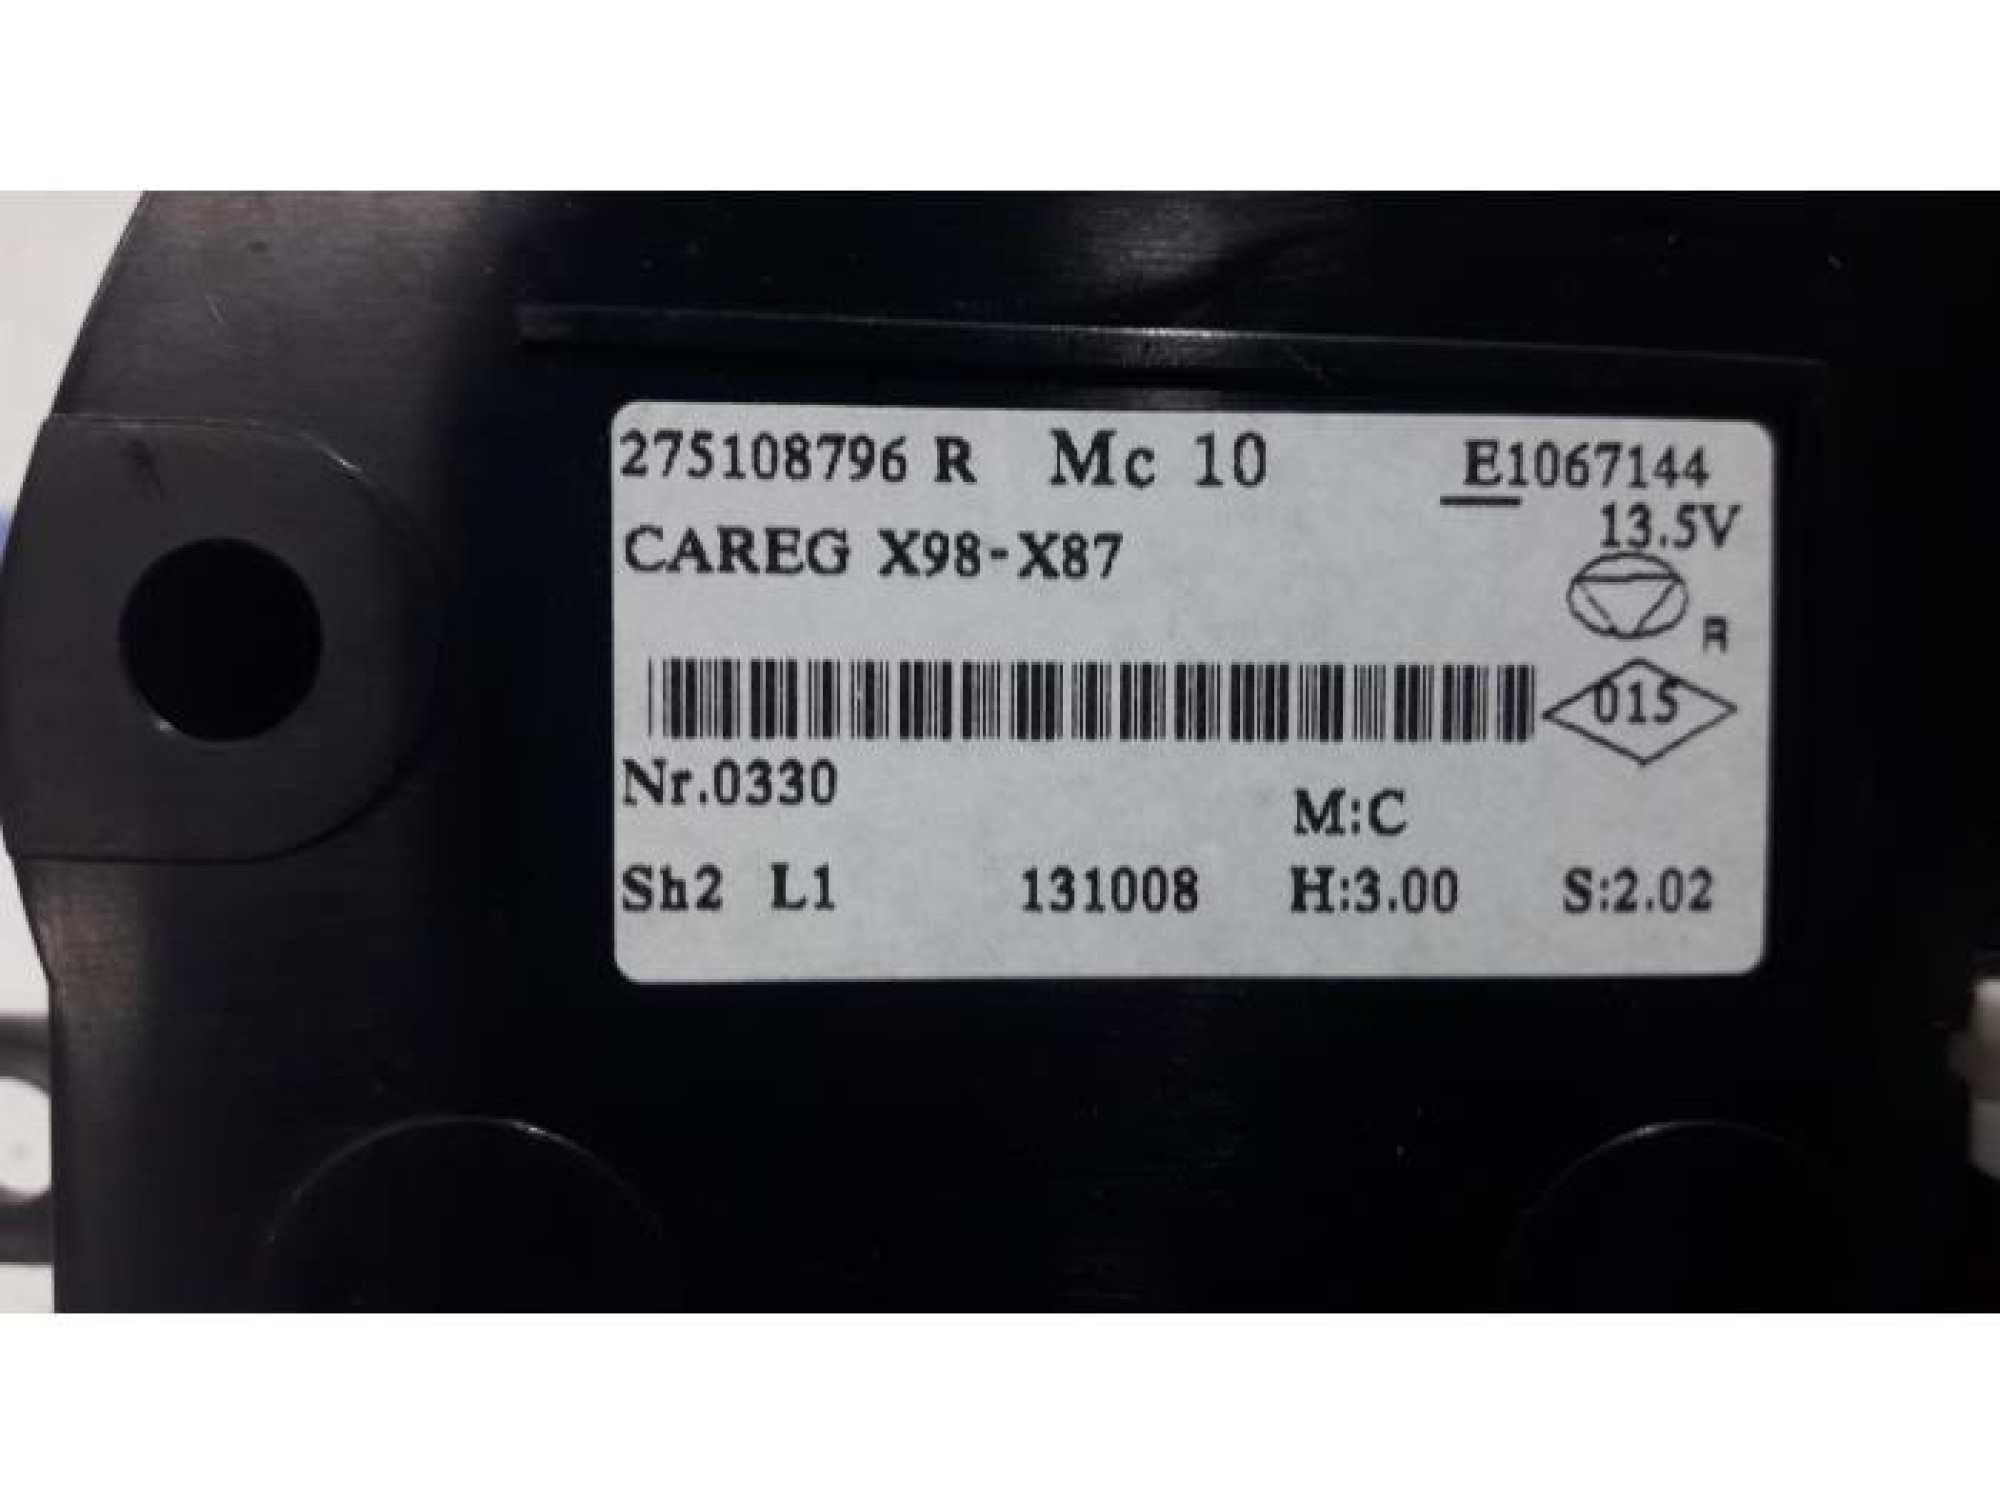 275108796 R Mc 10 E1067144
13.5V
CAREG X98-X87
R
015
Nr.0330
M:C
Sh2 L1 131008 H:3.00 S:2.02